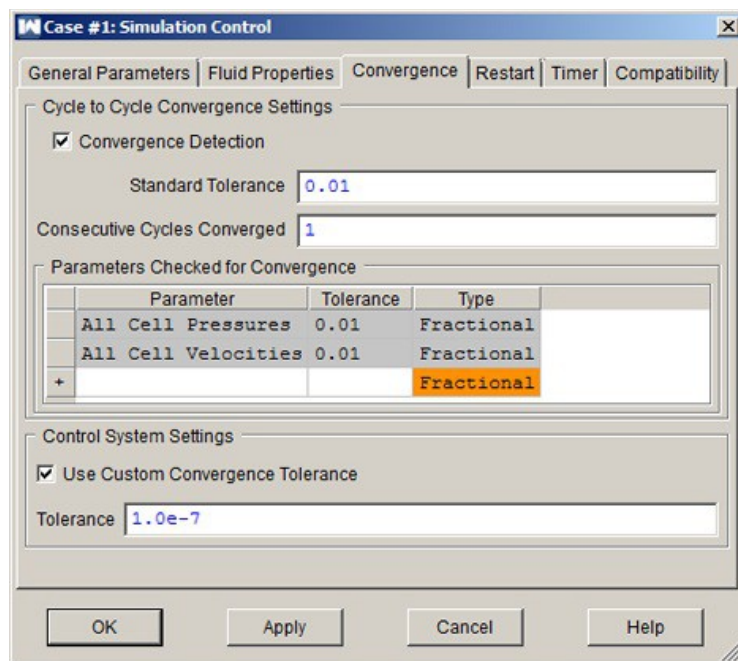 Case #1: Simulation Control
General Parameters Fluid Properties Convergence Restart Timer Compatibility
Cycle to Cycle Convergence Settings
Convergence Detection
Standard Tolerance 0.01
Consecutive Cycles Converged 1
Parameters Checked for Convergence
Parameter Tolerance Type
All Cell Pressures 0.01 Fractional
All Cell Velocities 0.01 Fractional
+ Fractional
Control System Settings
Use Custom Convergence Tolerance
Tolerance 1.0e-7
OK Apply Cancel Help